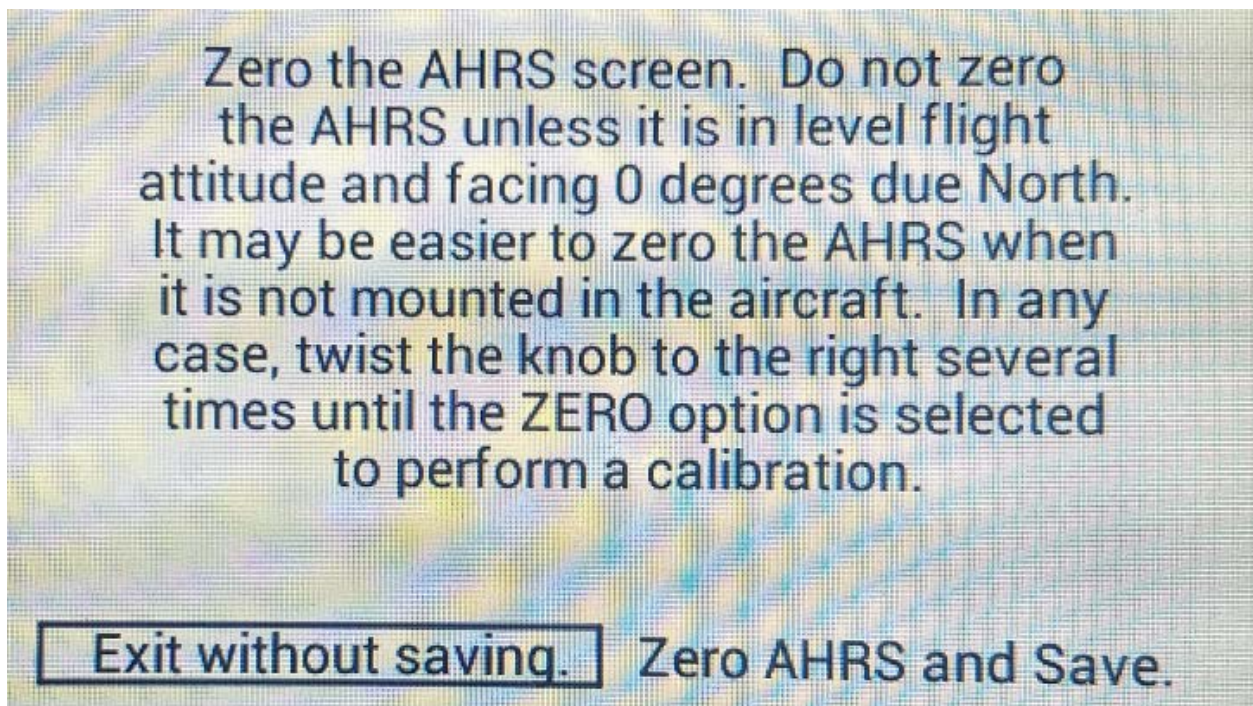 Zero the AHRS screen.  Do not zero
the AHRS unless it is in level flight
attitude and facing 0 degrees due North.
It may be easier to zero the AHRS when
it is not mounted in the aircraft.  In any
case, twist the knob to the right several
times until the ZERO option is selected
to perform a calibration.
Exit without saving. Zero AHRS and Save.